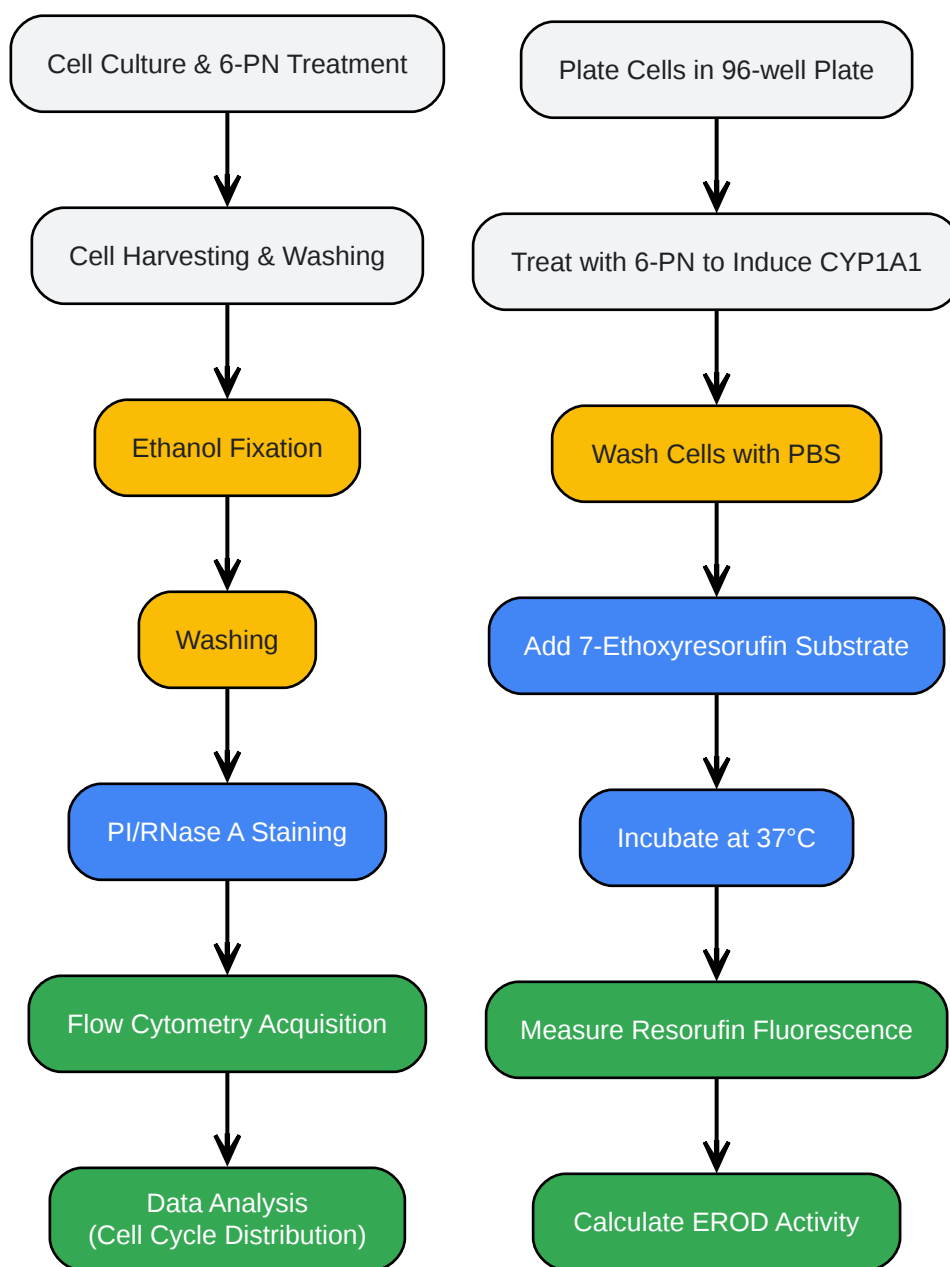 Cell Culture & 6-PN Treatment
Cell Harvesting & Washing
Ethanol Fixation
Washing
PI/RNase A Staining
Flow Cytometry Acquisition
Data Analysis
(Cell Cycle Distribution)
Plate Cells in 96-well Plate
Treat with 6-PN to Induce CYP1A1
Wash Cells with PBS
Add 7-Ethoxyresorufin Substrate
Incubate at 37°C
Measure Resorufin Fluorescence
Calculate EROD Activity